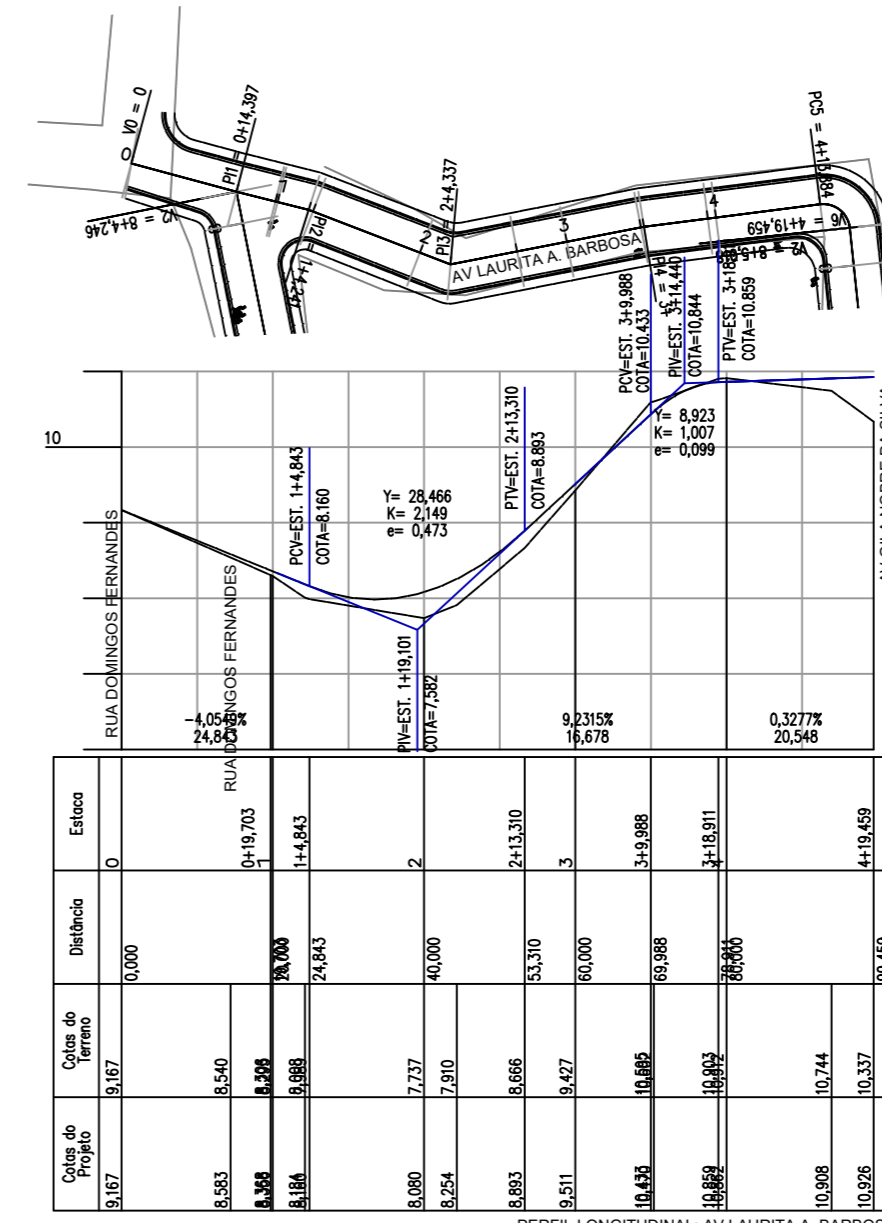 V0 = 0
0
PI1 = 0+14,397
1
V2 = 8+4,246
PI2 = 1+4,241
2
PI3 = 2+4,337
3
AV LAURITA A. BARBOSA
4
PC5 = 4+13,884
V6 = 4+19,459
PCV=EST. 3+9,988
COTA=10.433
PIV=EST. 3+14,440
COTA=10,844
COTA=10.859
Y= 8,923
K= 1,007
e= 0,099
10
PCV=EST. 1+4,843
COTA=8.160
Y= 28,466
K= 2,149
e= 0,473
PTV=EST. 2+13,310
COTA=8.893
PIV=EST. 1+19,101
COTA=7,582
RUA DOMINGOS FERNANDES
RUA DOMINGOS FERNANDES
24,843
9,2315%
16,678
0,3277%
20,548
Estaca
0
0+19,703
1
1+4,843
2
2+13,310
3
3+9,988
3+18,911
4
4+19,459
Distância
0,000
24,843
40,000
53,310
60,000
69,988
80,000
Cotas do
Terreno
9,167
8,540
7,737
7,910
8,666
9,427
10,744
10,337
Cotas do
Projeto
9,167
8,583
8,080
8,254
8,893
9,511
10,908
10,926